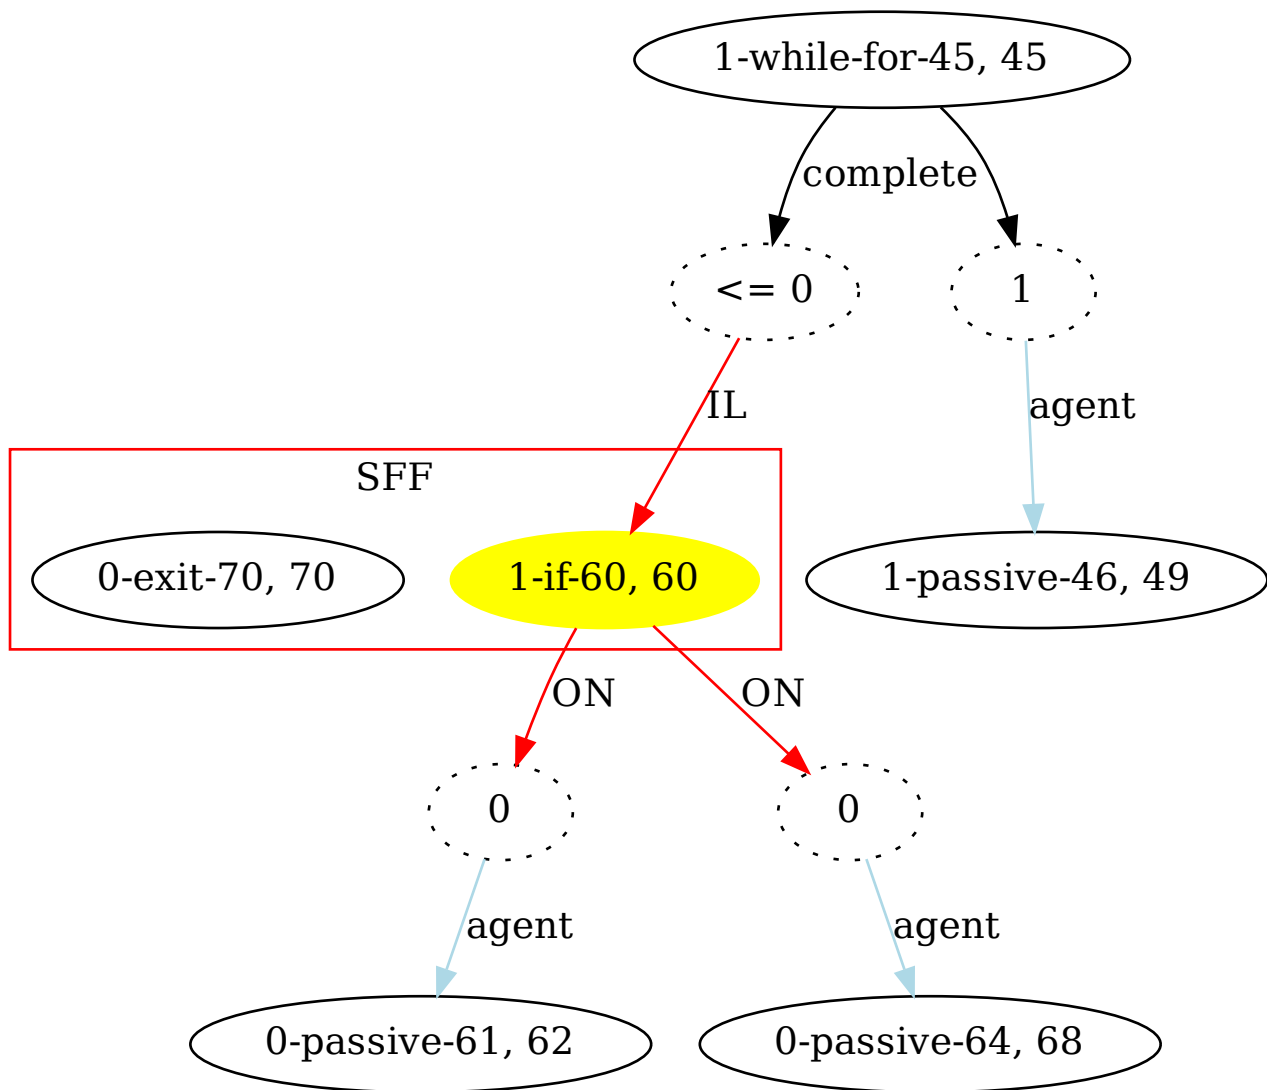 1-while-for-45, 45
complete
<= 0
1
IL
agent
SFF
0-exit-70, 70
1-if-60, 60
1-passive-46, 49
ON
ON
0
0
agent
agent
0-passive-61, 62
0-passive-64, 68